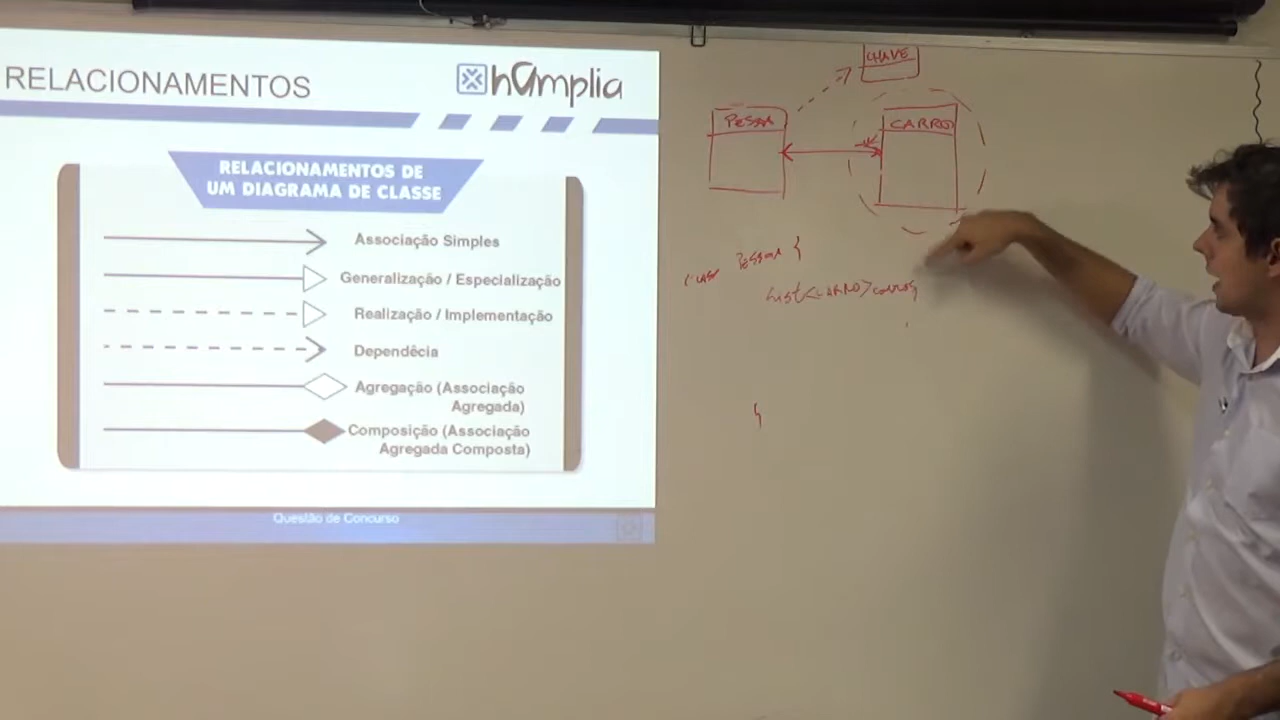 RELACIONAMENTOS
hamplia
RELACIONAMENTOS DE
UM DIAGRAMA DE CLASSE
Associação Simples
Generalização / Especialização
Realização / Implementação
Dependêcia
Agregação (Associação
Agregada)
Composição (Associação
Agregada Composta)
Questão de Concurso
CHAVE
PESSOA
CARRO
CLASS PESSOA {
List<CARRO> carros;
}